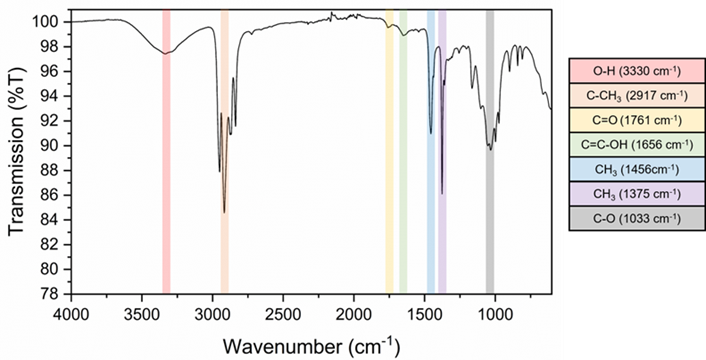 Transmission (%T)
100
98
96
94
92
90
88
86
84
82
80
78
4000 3500 3000 2500 2000 1500 1000
Wavenumber (cm⁻¹)
O-H (3330 cm⁻¹)
C-CH₃ (2917 cm⁻¹)
C=O (1761 cm⁻¹)
C=C-OH (1656 cm⁻¹)
CH₃ (1456cm⁻¹)
CH₃ (1375 cm⁻¹)
C-O (1033 cm⁻¹)